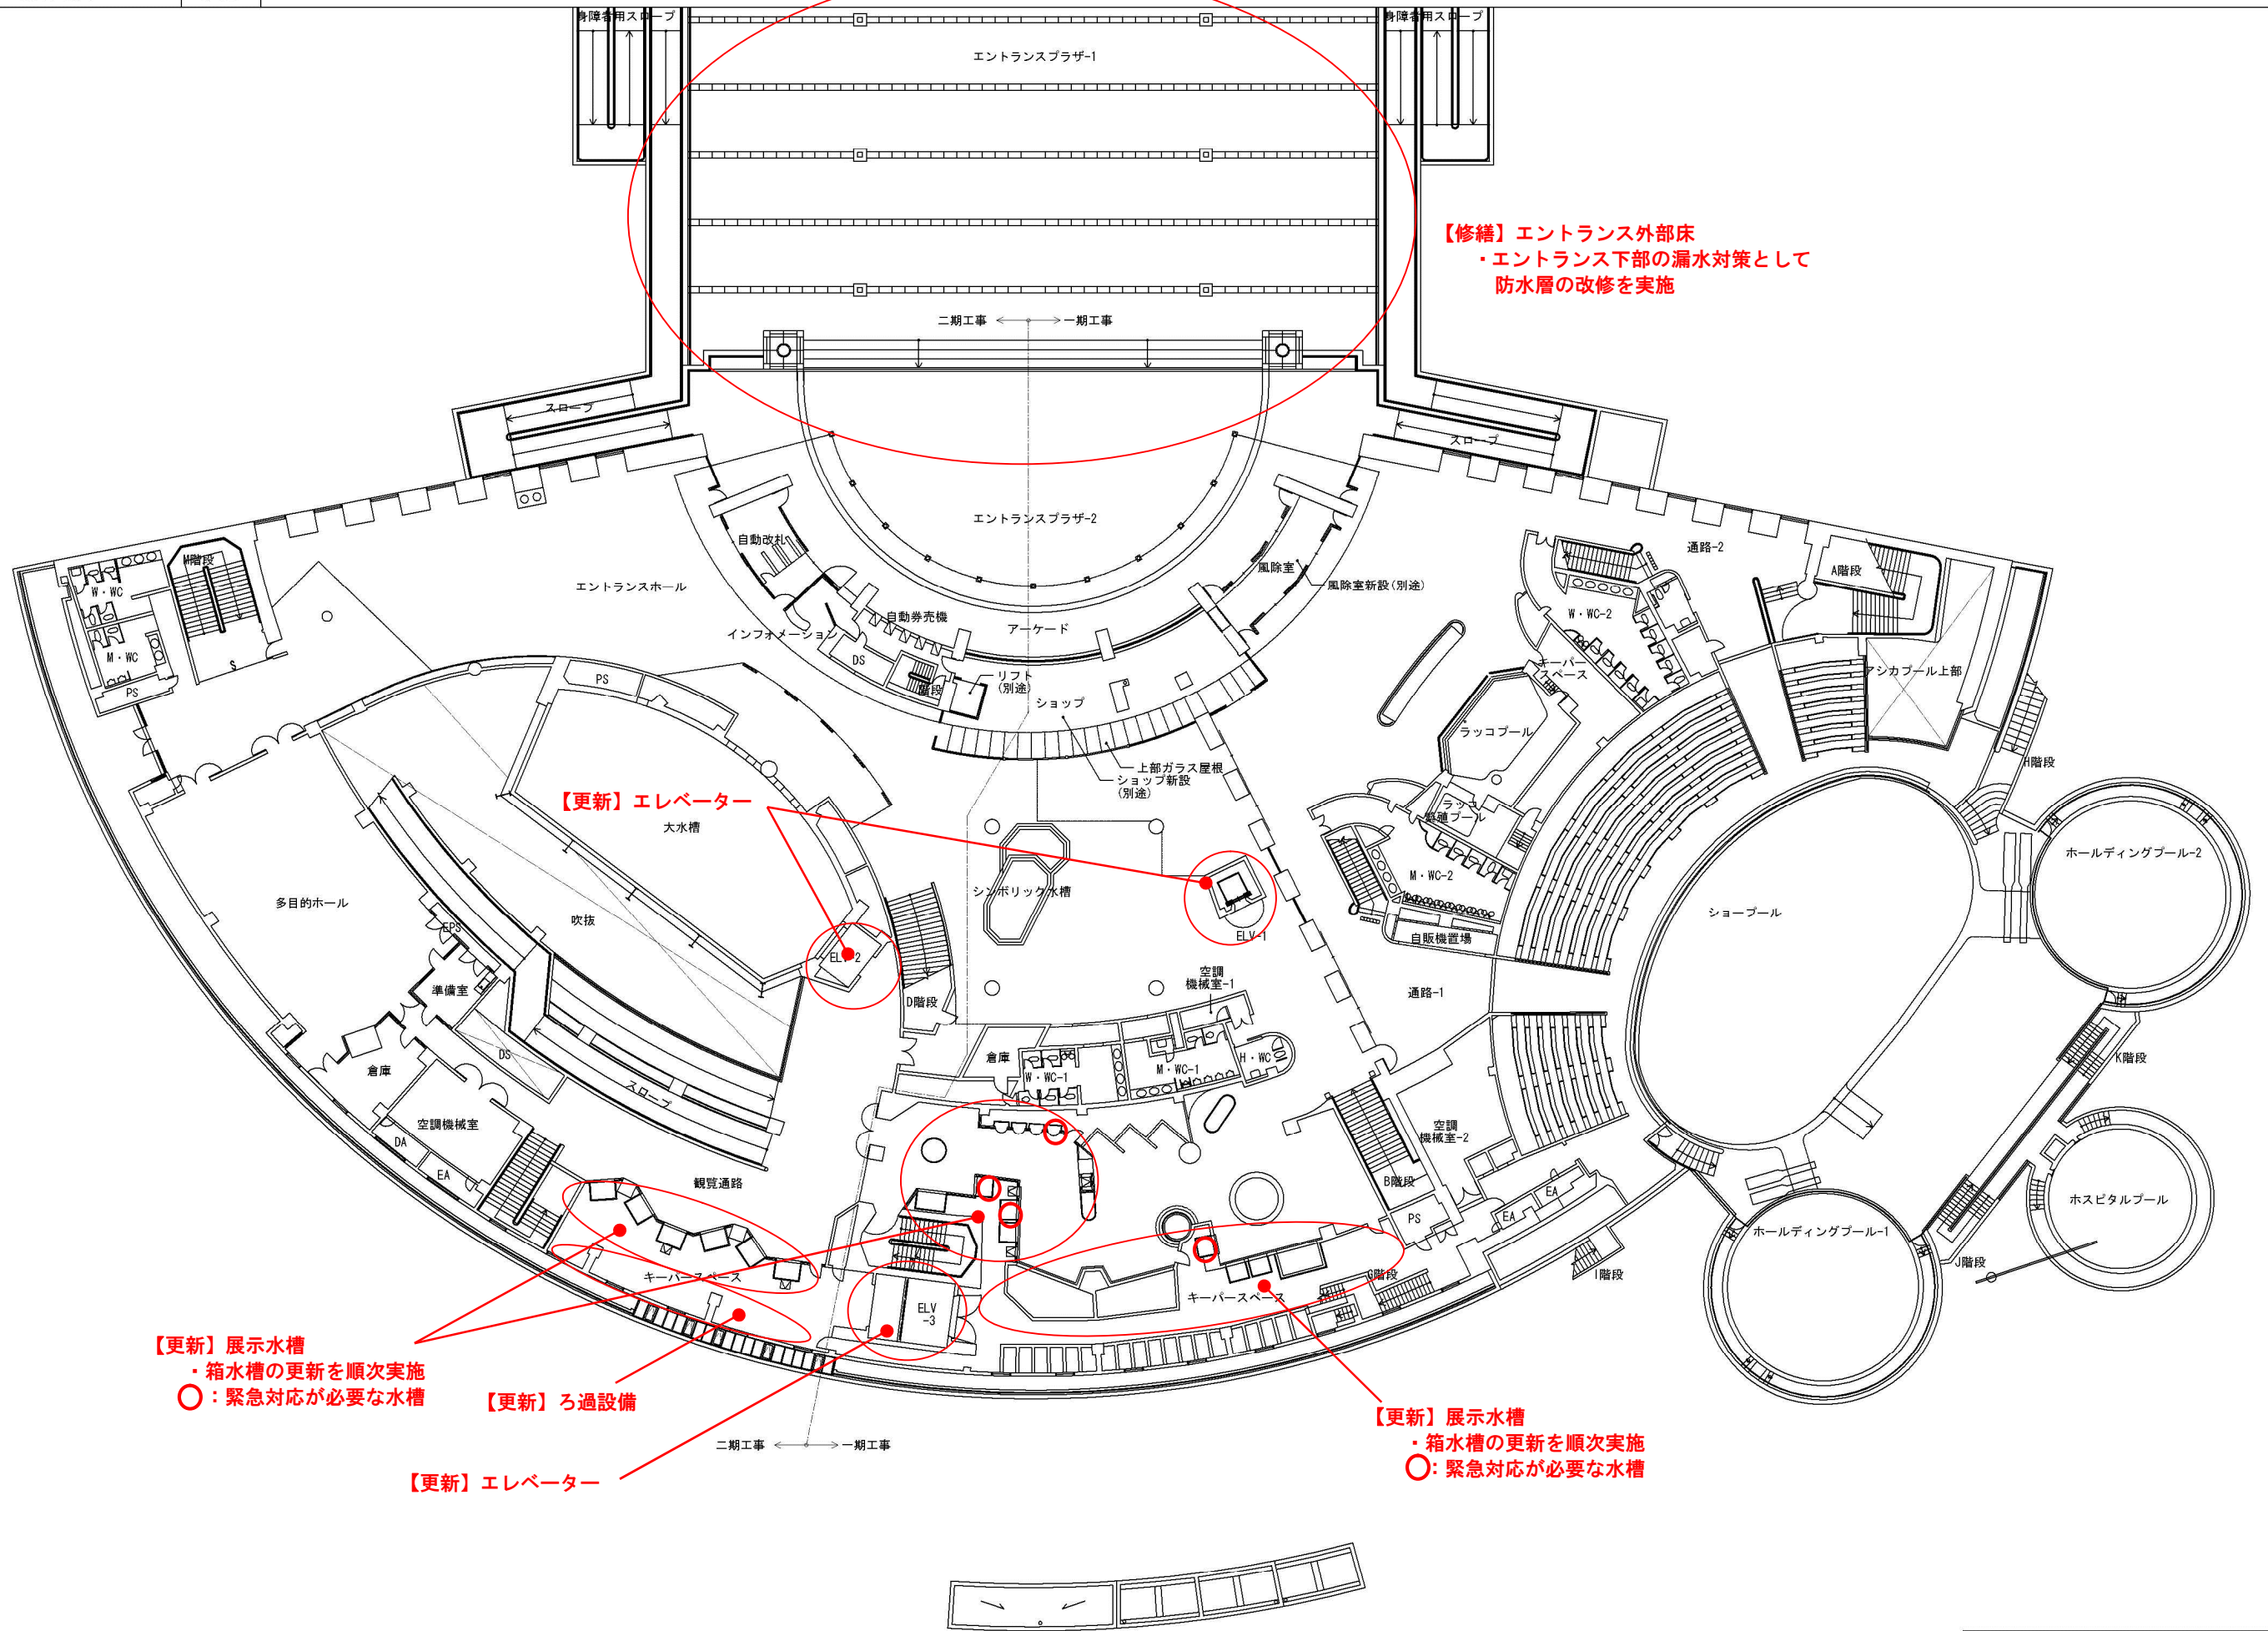 身障者用スロープ
身障者用スロープ
エントランスプラザ-1
【修繕】エントランス外部床
・エントランス下部の漏水対策として
防水層の改修を実施
二期工事
一期工事
スロープ
スロープ
エントランスプラザ-2
自動改札
風除室
風除室新設(別途)
通路-2
A階段
M階段
W・WC
エントランスホール
自動券売機
アーケード
インフォメーション
W・WC-2
M・WC
DS
キーパー
スペース
アシカプール上部
PS
PS
階段
リフト
(別途)
ショップ
ラッコプール
上部ガラス屋根
ショップ新設
(別途)
H階段
【更新】エレベーター
大水槽
ラッコ
繁殖プール
ホールディングプール-2
多目的ホール
吹抜
シンボリック水槽
M・WC-2
ショープール
EPS
ELV-1
自販機置場
ELV-2
空調
機械室-1
準備室
D階段
通路-1
DS
倉庫
倉庫
W・WC-1
M・WC-1
H・WC
K階段
スロープ
空調機械室
空調
機械室-2
DA
EA
観覧通路
B階段
EA
ホスピタルプール
PS
EA
ホールディングプール-1
キーパースペース
G階段
I階段
J階段
キーパースペース
ELV
-3
【更新】展示水槽
・箱水槽の更新を順次実施
○：緊急対応が必要な水槽
【更新】ろ過設備
【更新】展示水槽
・箱水槽の更新を順次実施
○：緊急対応が必要な水槽
二期工事
一期工事
【更新】エレベーター